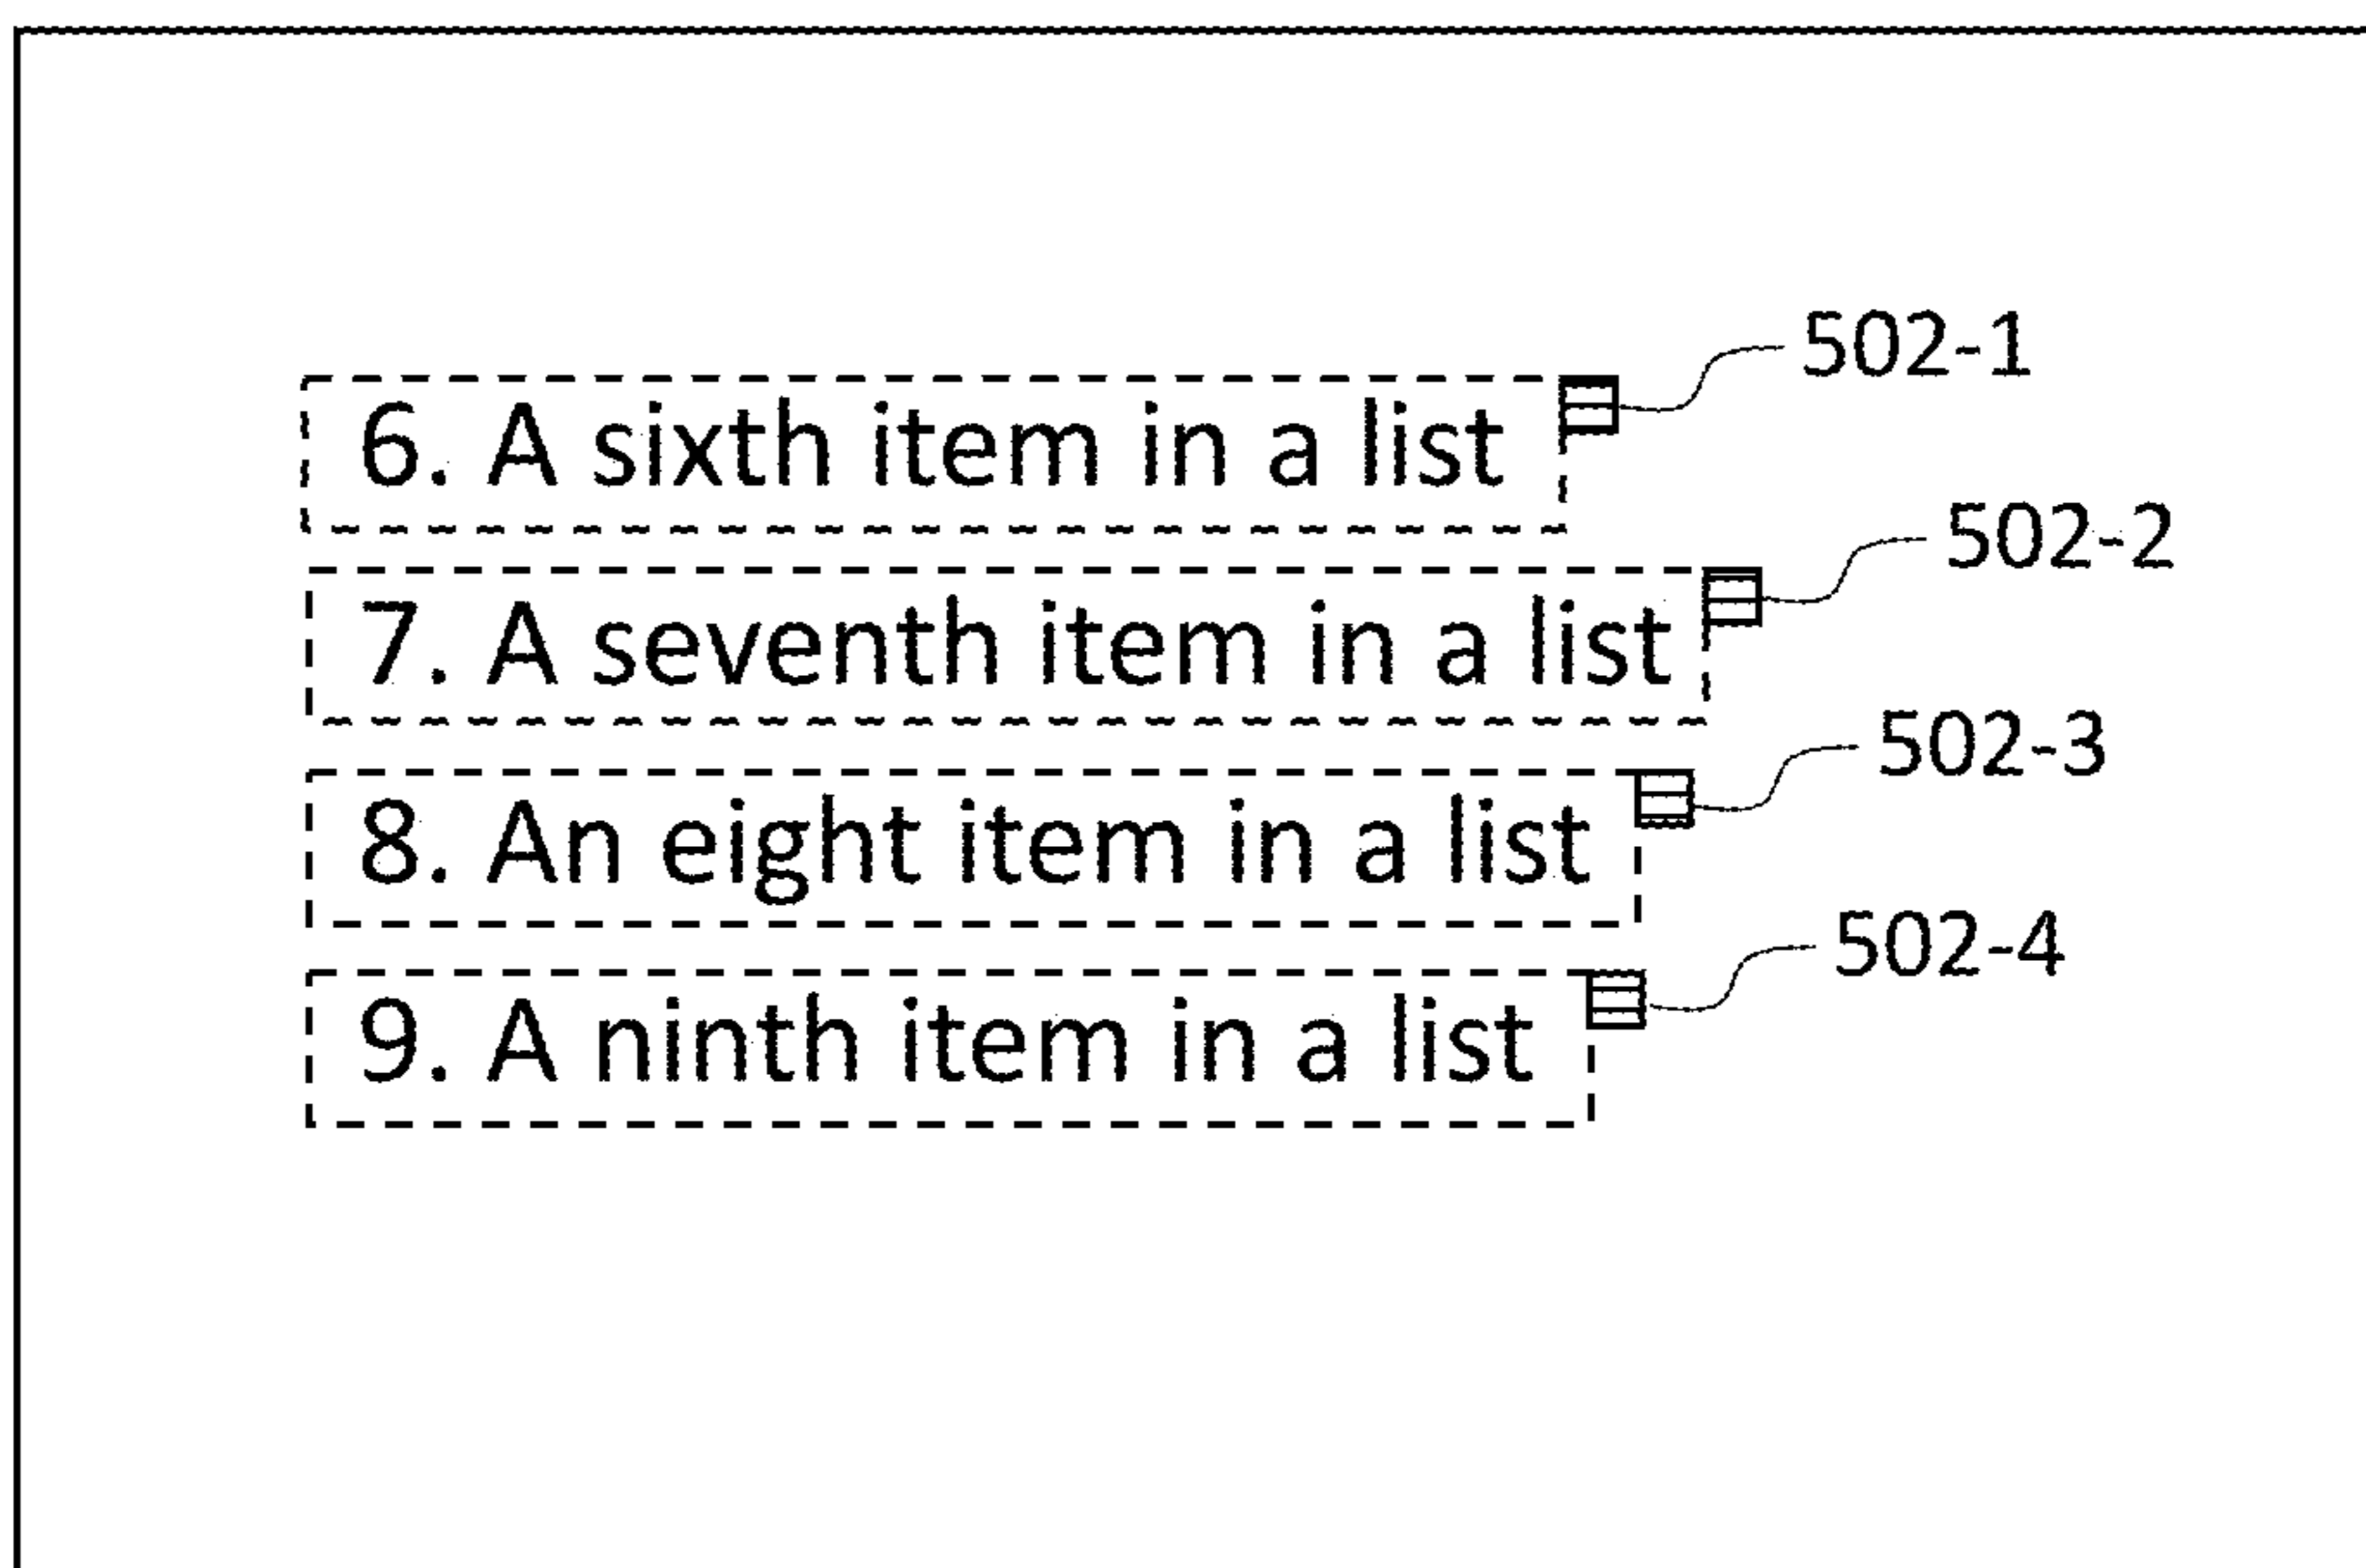 502-1
6. A sixth item in a list
502-2
7. A seventh item in a list
502-3
8. An eight item in a list
502-4
9. A ninth item in a list